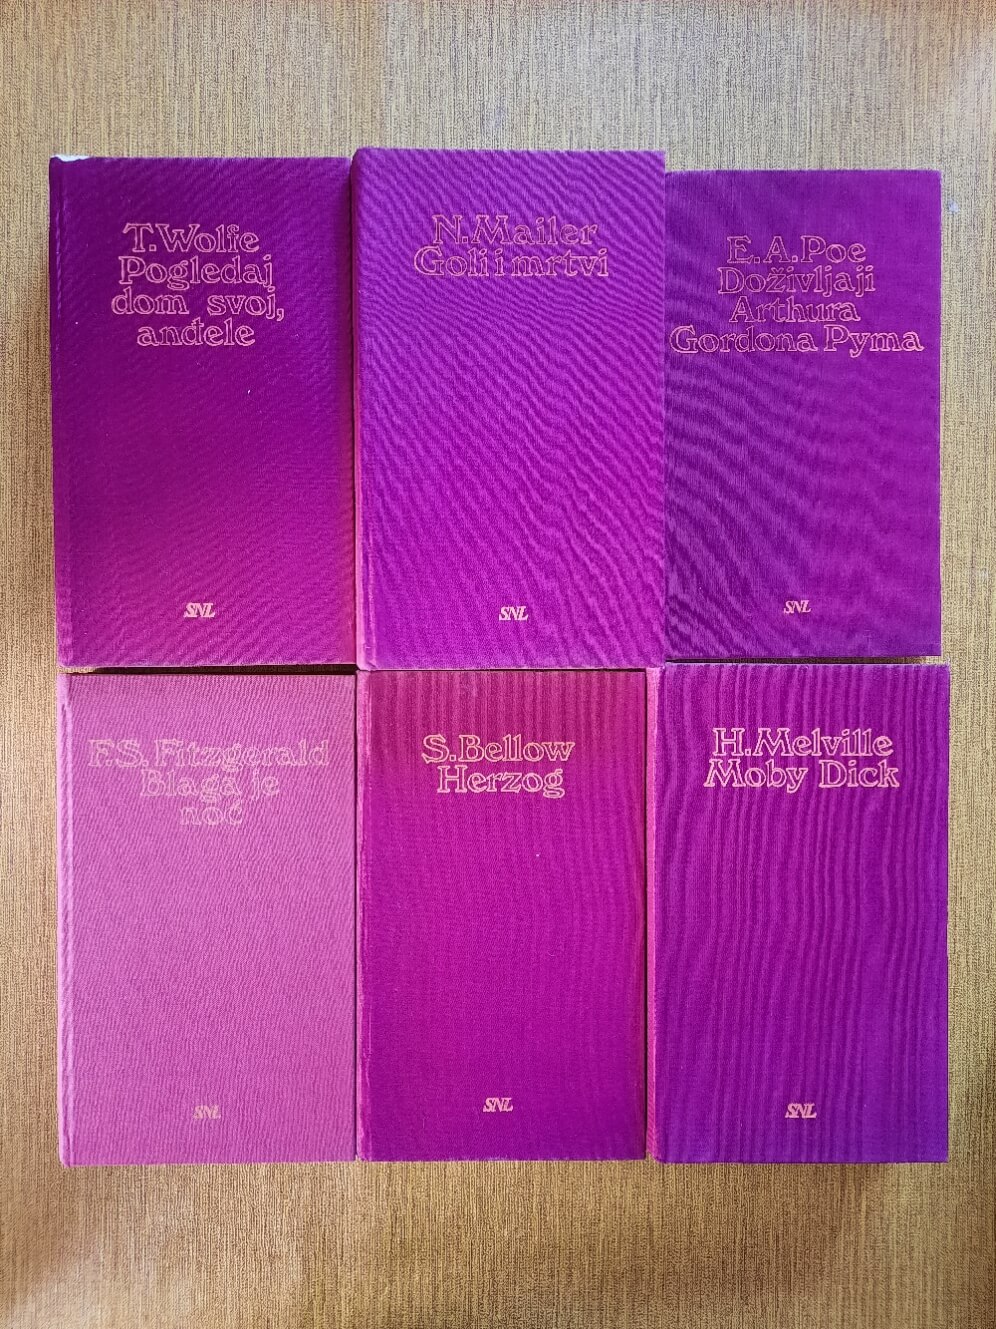 T.Wolfe
Pogledaj
dom svoj,
anđele
SNL
N.Mailer
Goli i mrtvi
SNL
E.A.Poe
Doživljaji
Arthura
Gordona Pyma
SNL
F.S. Fitzgerald
Blaga je
noć
SNL
S.Bellow
Herzog
SNL
H.Melville
Moby Dick
SNL